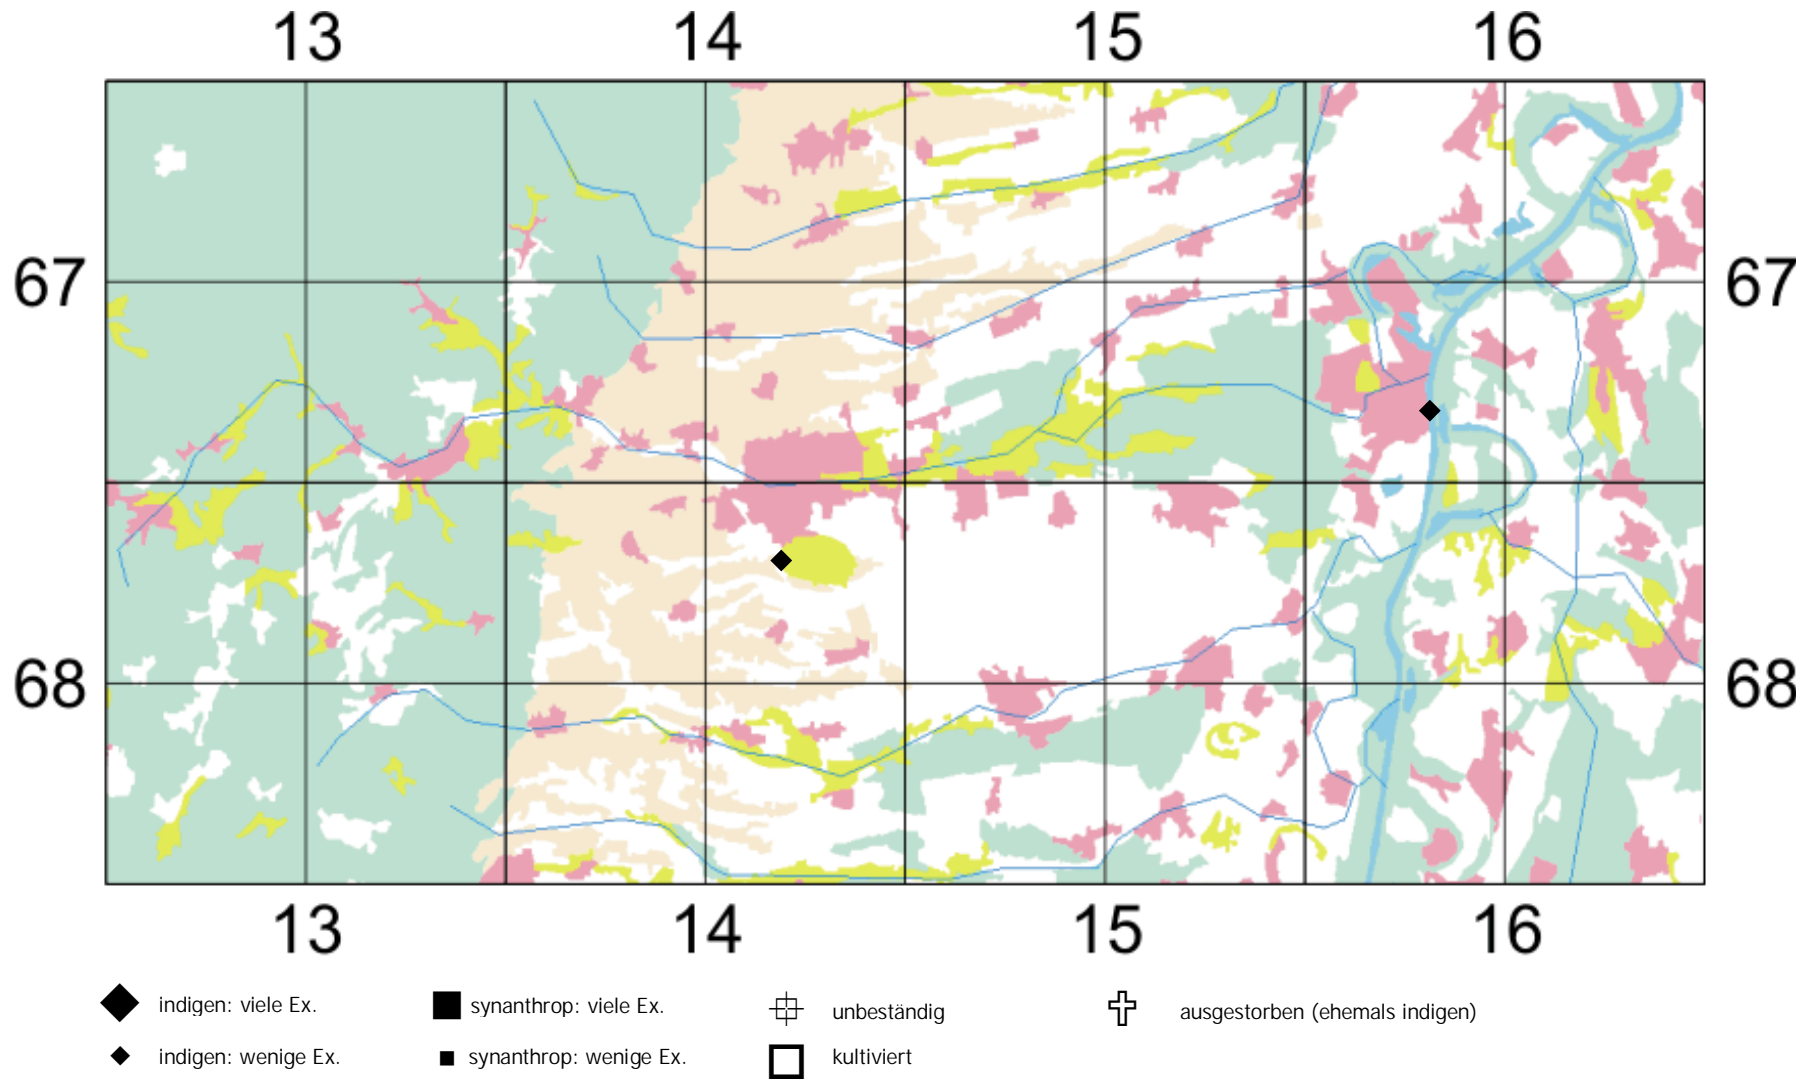 13 14 15 16
67 67
68 68
13 14 15 16
indigen: viele Ex. synanthrop: viele Ex. unbeständig ausgestorben (ehemals indigen)
indigen: wenige Ex. synanthrop: wenige Ex. kultiviert